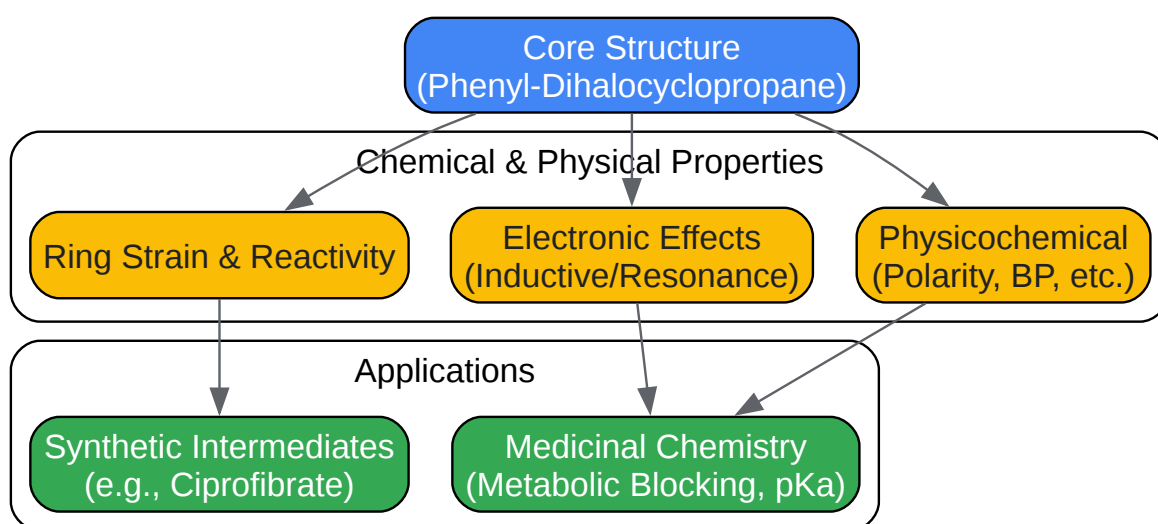 Core Structure
(Phenyl-Dihalocyclopropane)
Chemical & Physical Properties
Ring Strain & Reactivity
Electronic Effects
(Inductive/Resonance)
Physicochemical
(Polarity, BP, etc.)
Applications
Synthetic Intermediates
(e.g., Ciprofibrate)
Medicinal Chemistry
(Metabolic Blocking, pKa)